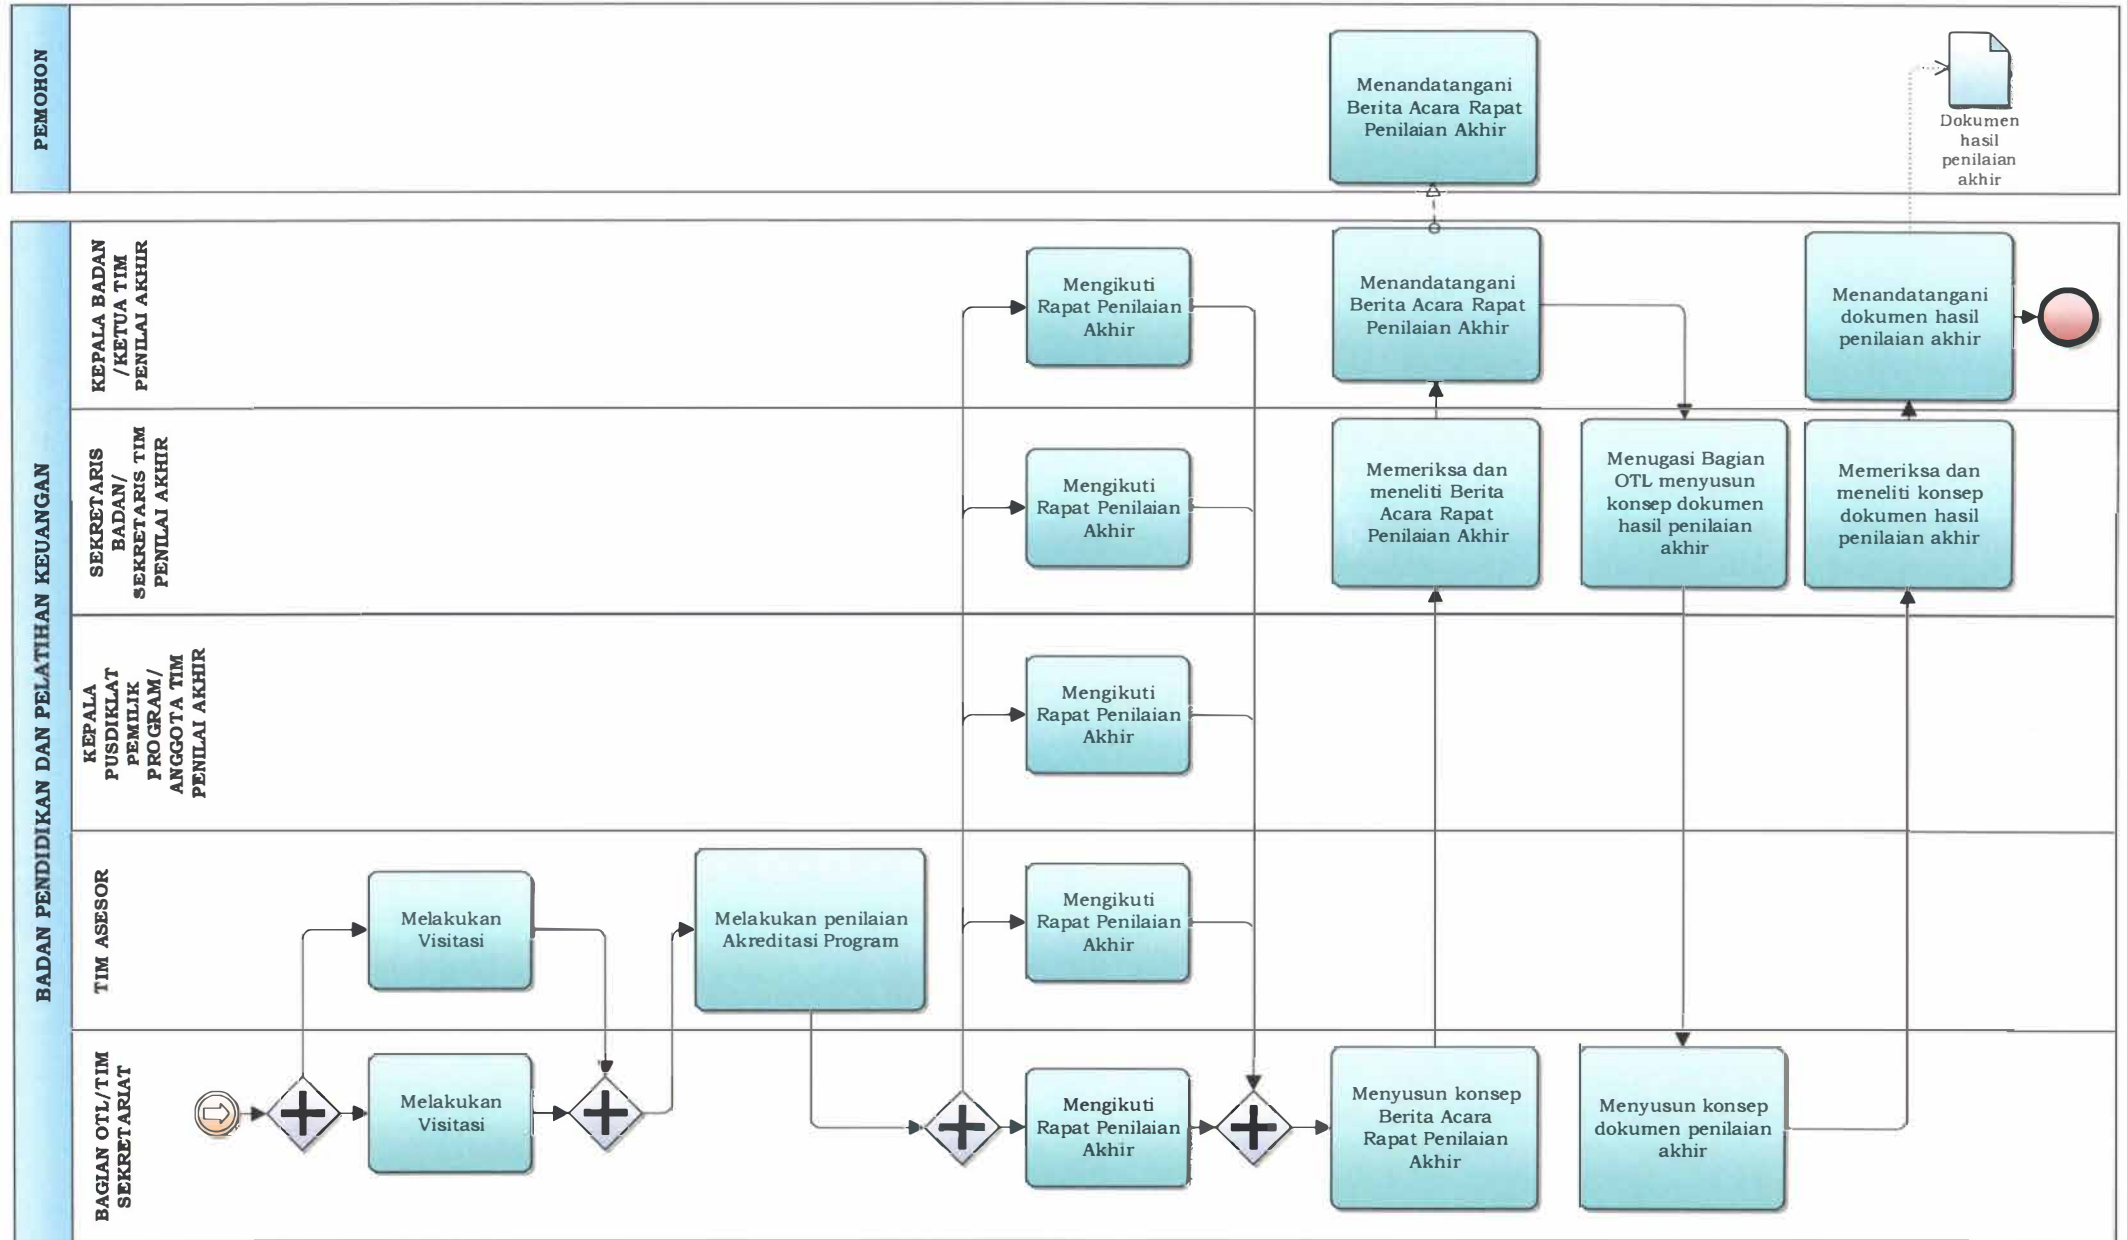 PEMOHON
Menandatangani
Berita Acara Rapat
Penilaian Akhir
Dokumen
hasil
penilaian
akhir
BADAN PENDIDIKAN DAN PELATIHAN KEUANGAN
KEPALA BADAN
/KETUA TIM
PENILAI AKHIR
Mengikuti
Rapat Penilaian
Akhir
Menandatangani
Berita Acara Rapat
Penilaian Akhir
Menandatangani
dokumen hasil
penilaian akhir
SEKRETARIS
BADAN/
SEKRETARIS TIM
PENILAI AKHIR
Mengikuti
Rapat Penilaian
Akhir
Memeriksa dan
meneliti Berita
Acara Rapat
Penilaian Akhir
Menugasi Bagian
OTL menyusun
konsep dokumen
hasil penilaian
akhir
Memeriksa dan
meneliti konsep
dokumen hasil
penilaian akhir
KEPALA
PUSDIKLAT
PEMILIK
PROGRAM/
ANGGOTA TIM
PENILAI AKHIR
Mengikuti
Rapat Penilaian
Akhir
TIM ASESOR
Melakukan
Visitasi
Melakukan penilaian
Akreditasi Program
Mengikuti
Rapat Penilaian
Akhir
BAGIAN OTL/TIM
SEKRETARIAT
Melakukan
Visitasi
Mengikuti
Rapat Penilaian
Akhir
Menyusun konsep
Berita Acara
Rapat Penilaian
Akhir
Menyusun konsep
dokumen penilaian
akhir